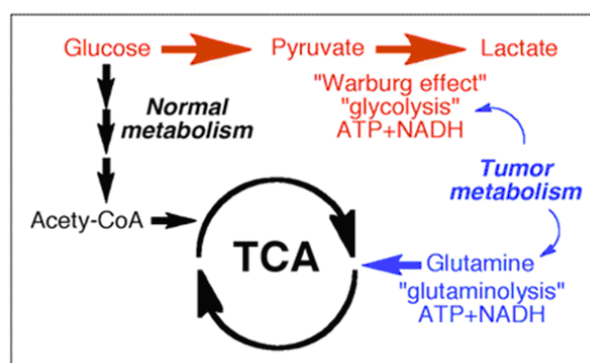 Glucose Pyruvate Lactate
"Warburg effect"
"glycolysis"
ATP+NADH
Normal
metabolism
Tumor
metabolism
Acety-CoA
TCA
Glutamine
"glutaminolysis"
ATP+NADH